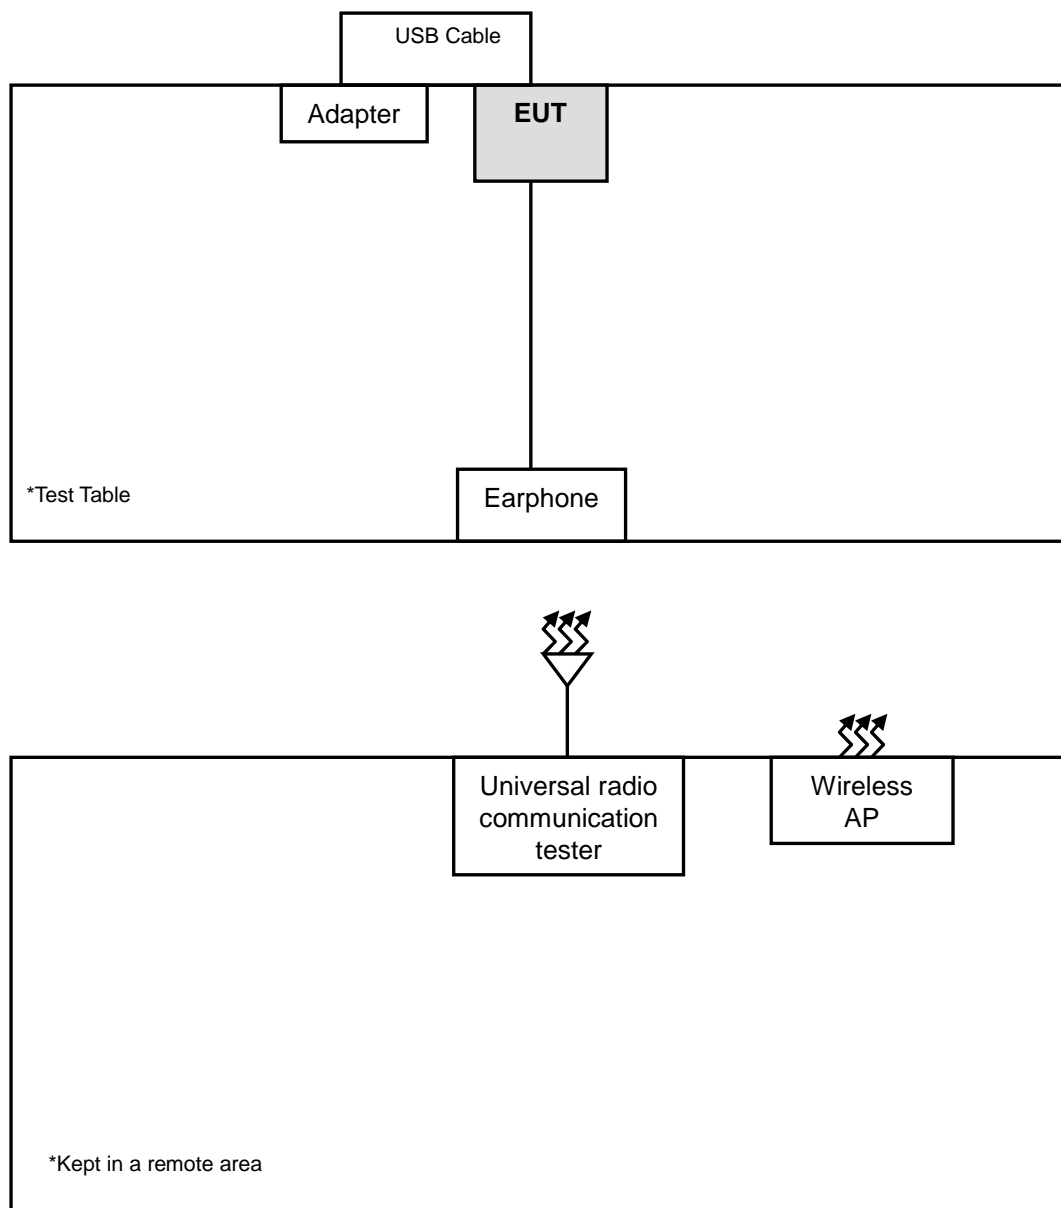 USB Cable
Adapter
EUT
*Test Table
Earphone
Universal radio
communication
tester
Wireless
AP
*Kept in a remote area